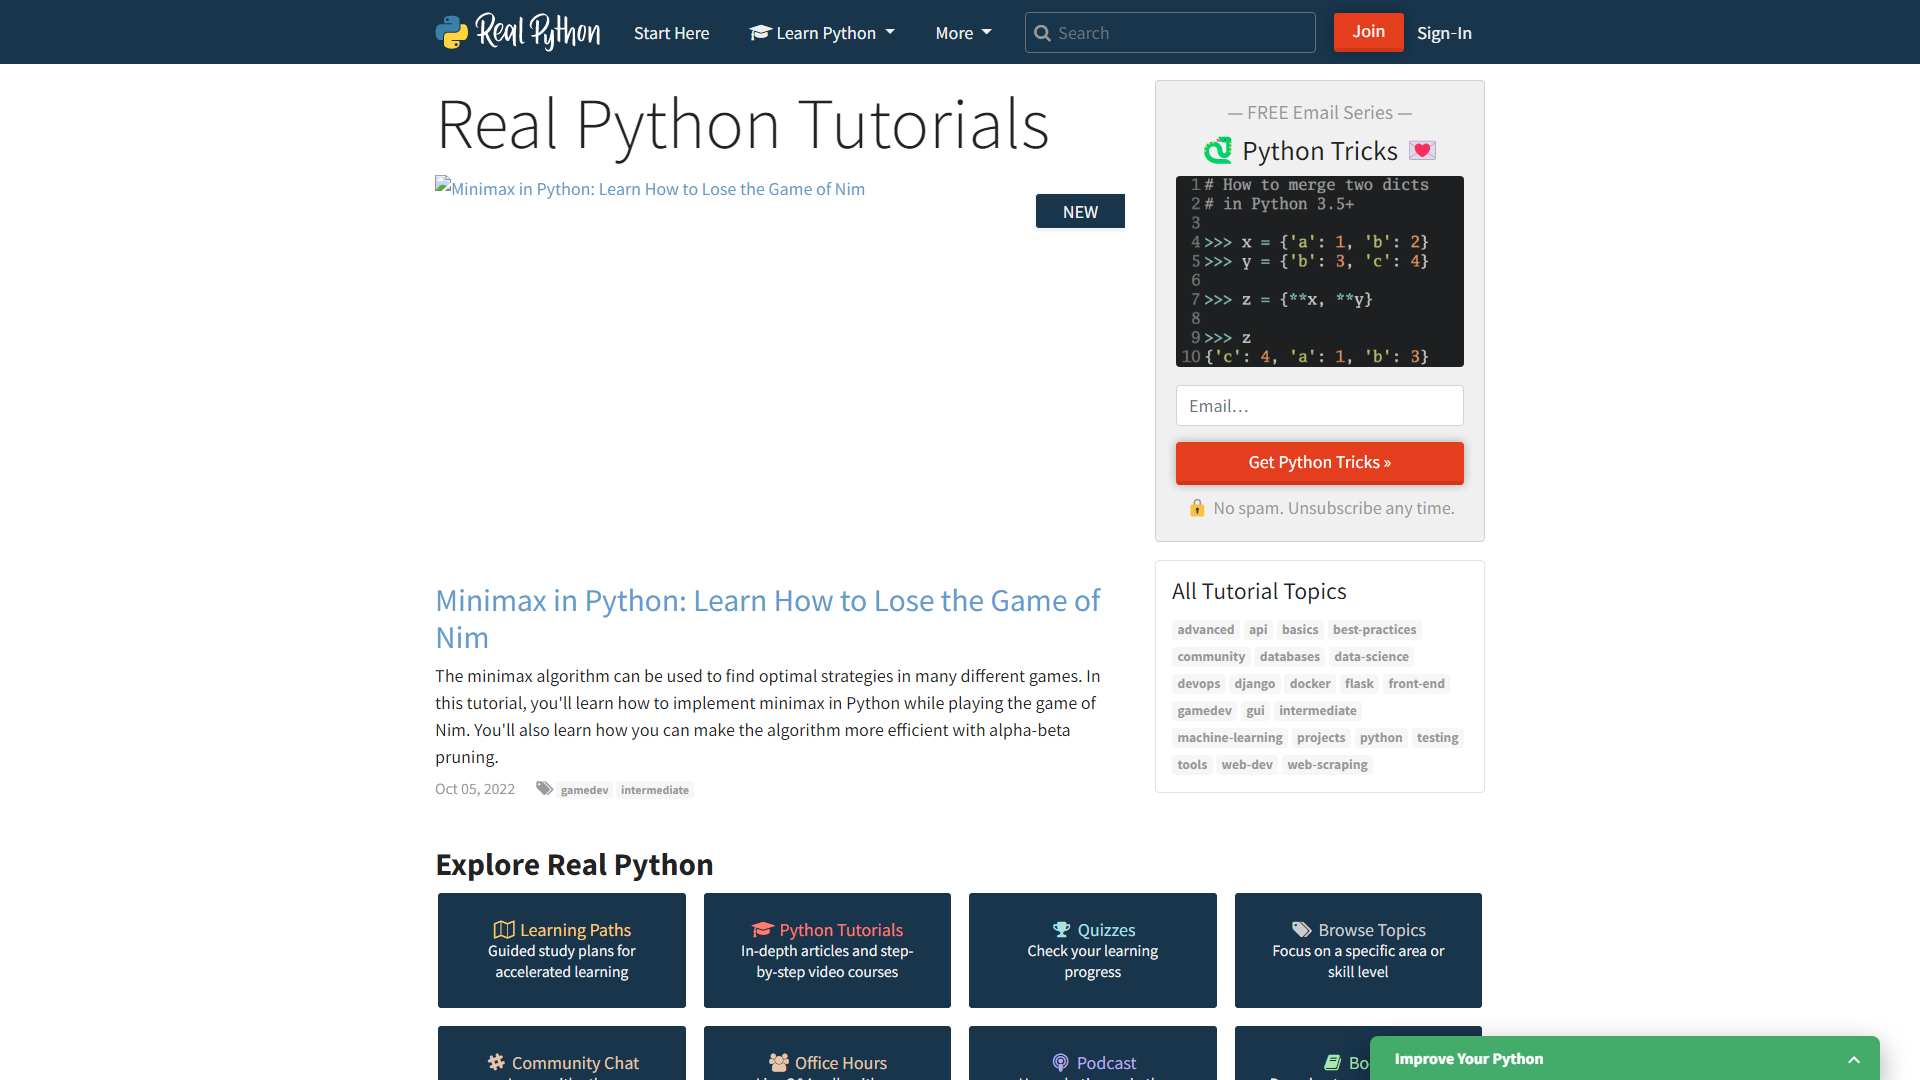 Real Python
Start Here
Learn Python
More
Search
Join
Sign-In
Real Python Tutorials
Minimax in Python: Learn How to Lose the Game of Nim
NEW
Minimax in Python: Learn How to Lose the Game of
Nim
The minimax algorithm can be used to find optimal strategies in many different games. In
this tutorial, you'll learn how to implement minimax in Python while playing the game of
Nim. You'll also learn how you can make the algorithm more efficient with alpha-beta
pruning.
Oct 05, 2022 gamedev intermediate
— FREE Email Series —
Python Tricks
1 # How to merge two dicts
2 # in Python 3.5+
3
4 >>> x = {'a': 1, 'b': 2}
5 >>> y = {'b': 3, 'c': 4}
6
7 >>> z = {**x, **y}
8
9 >>> z
10 {'c': 4, 'a': 1, 'b': 3}
Email…
Get Python Tricks »
No spam. Unsubscribe any time.
All Tutorial Topics
advanced api basics best-practices
community databases data-science
devops django docker flask front-end
gamedev gui intermediate
machine-learning projects python testing
tools web-dev web-scraping
Explore Real Python
Learning Paths
Guided study plans for
accelerated learning
Python Tutorials
In-depth articles and step-
by-step video courses
Quizzes
Check your learning
progress
Browse Topics
Focus on a specific area or
skill level
Community Chat
Office Hours
Podcast
Improve Your Python